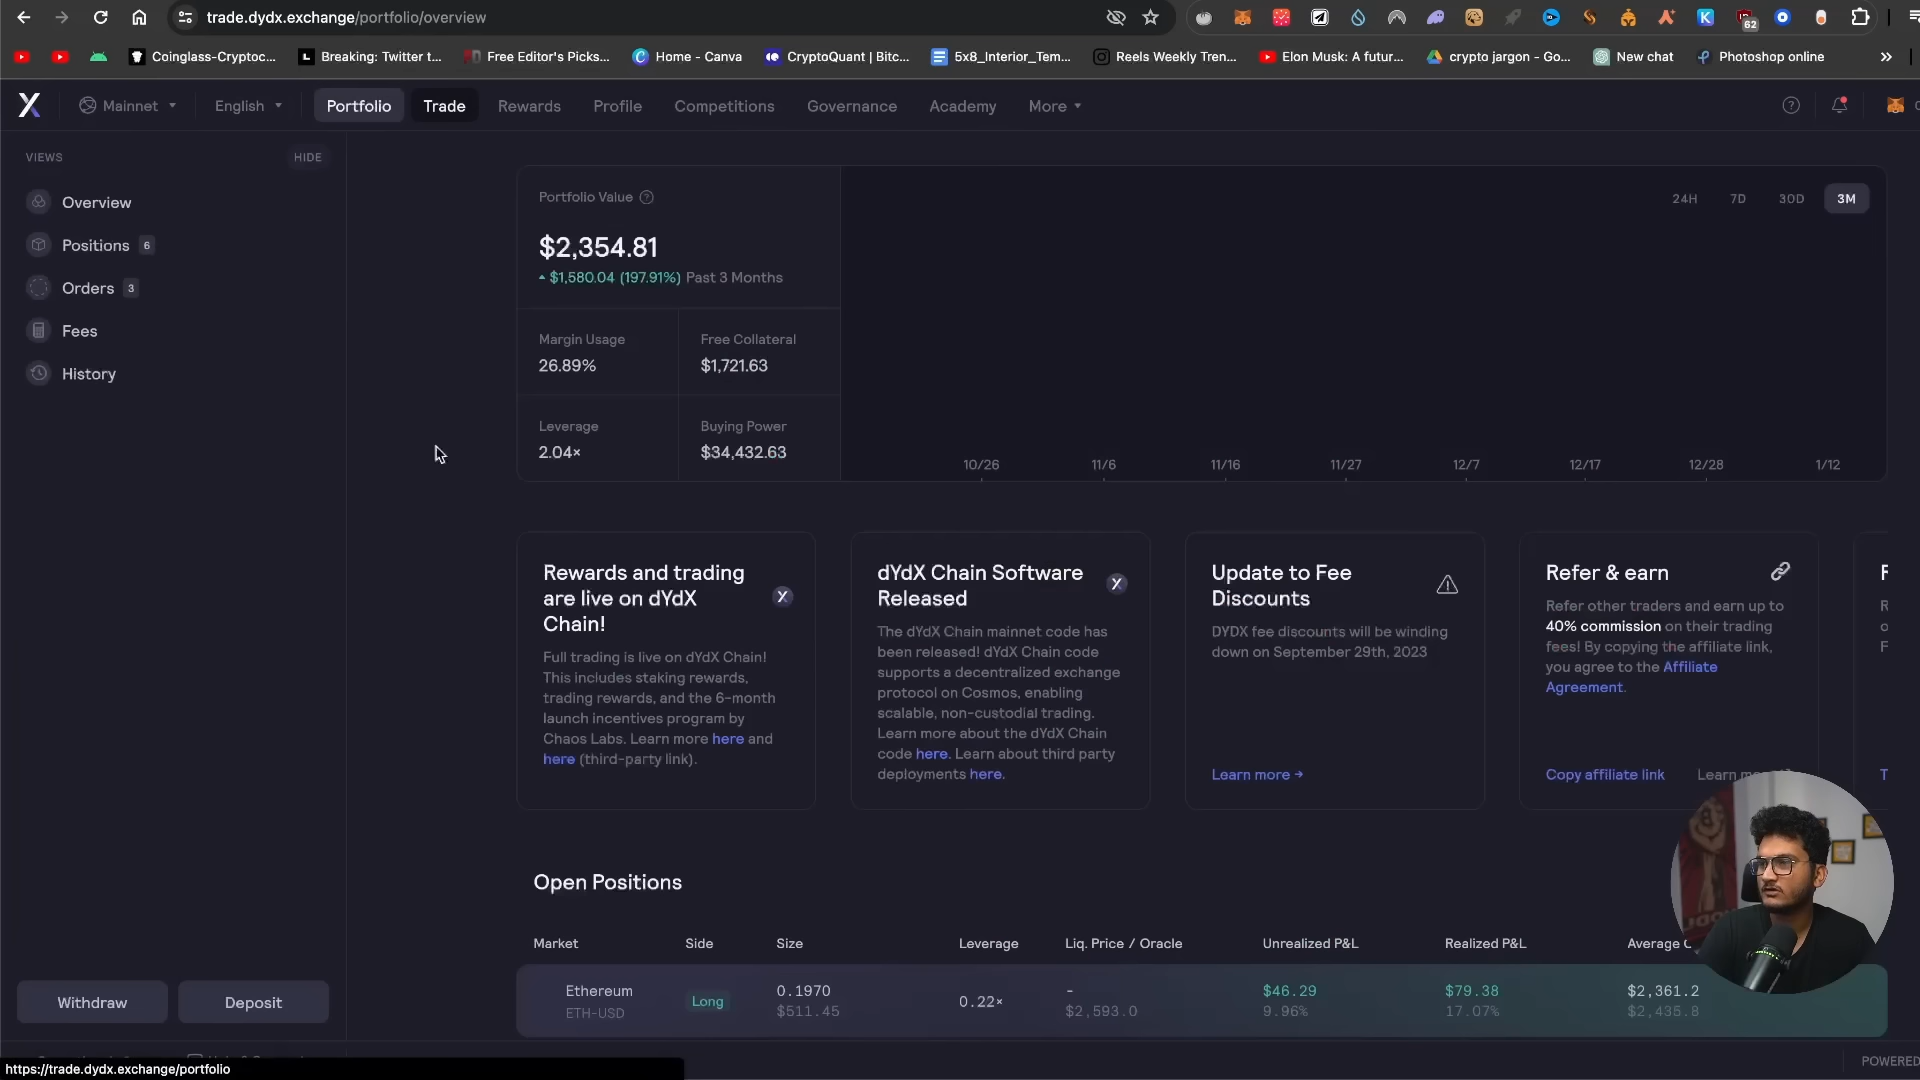 trade.dydx.exchange/portfolio/overview
62
Coinglass-Cryptoc...
Breaking: Twitter t...
Free Editor's Picks...
Home - Canva
CryptoQuant | Bitc...
5x8_Interior_Tem...
Reels Weekly Tren...
Elon Musk: A futur...
crypto jargon - Go...
New chat
Photoshop online
Mainnet
English
Portfolio
Trade
Rewards
Profile
Competitions
Governance
Academy
More
VIEWS
HIDE
Overview
Positions 6
Orders 3
Fees
History
Portfolio Value
$2,354.81
$1,580.04 (197.91%) Past 3 Months
Margin Usage
26.89%
Free Collateral
$1,721.63
Leverage
2.04×
Buying Power
$34,432.63
24H
7D
30D
3M
10/26
11/6
11/16
11/27
12/7
12/17
12/28
1/12
Rewards and trading
are live on dYdX
Chain!
Full trading is live on dYdX Chain!
This includes staking rewards,
trading rewards, and the 6-month
launch incentives program by
Chaos Labs. Learn more here and
here (third-party link).
dYdX Chain Software
Released
The dYdX Chain mainnet code has
been released! dYdX Chain code
supports a decentralized exchange
protocol on Cosmos, enabling
scalable, non-custodial trading.
Learn more about the dYdX Chain
code here. Learn about third party
deployments here.
Update to Fee
Discounts
DYDX fee discounts will be winding
down on September 29th, 2023
Learn more →
Refer & earn
Refer other traders and earn up to
40% commission on their trading
fees! By copying the affiliate link,
you agree to the Affiliate
Agreement.
Copy affiliate link
Learn
Open Positions
Market
Side
Size
Leverage
Liq. Price / Oracle
Unrealized P&L
Realized P&L
Average
Ethereum
ETH-USD
Long
0.1970
$511.45
0.22×
-
$2,593.0
$46.29
9.96%
$79.38
17.07%
$2,361.2
$2,435.8
Withdraw
Deposit
https://trade.dydx.exchange/portfolio
POWERED